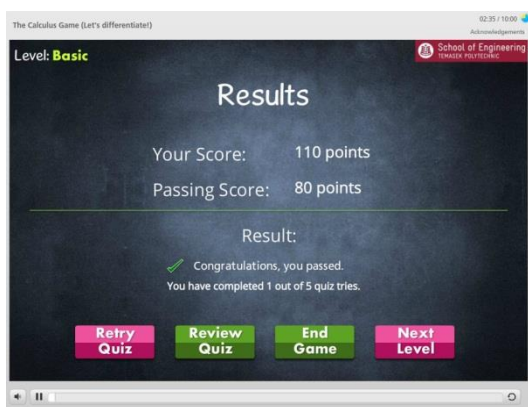 The Calculus Game (Let's differentiate!)
02:35 / 10:00
Acknowledgements
Level: Basic
School of Engineering
TEMASEK POLYTECHNIC
Results
Your Score: 110 points
Passing Score: 80 points
Result:
Congratulations, you passed.
You have completed 1 out of 5 quiz tries.
Retry Quiz
Review Quiz
End Game
Next Level